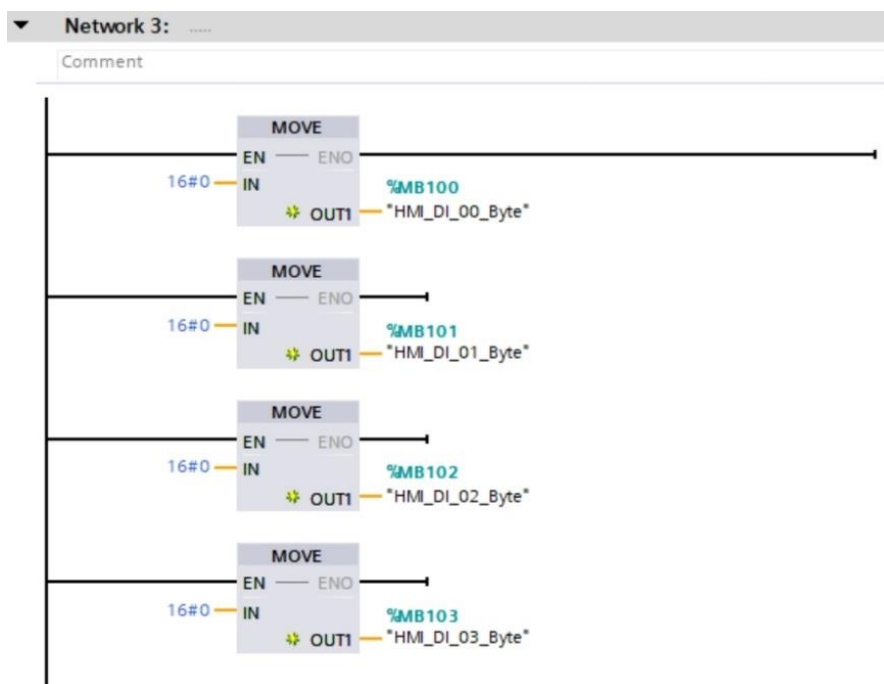 Network 3: .....
Comment
MOVE
EN ENO
16#0 IN %MB100
OUT1 "HMI_DI_00_Byte"
MOVE
EN ENO
16#0 IN %MB101
OUT1 "HMI_DI_01_Byte"
MOVE
EN ENO
16#0 IN %MB102
OUT1 "HMI_DI_02_Byte"
MOVE
EN ENO
16#0 IN %MB103
OUT1 "HMI_DI_03_Byte"